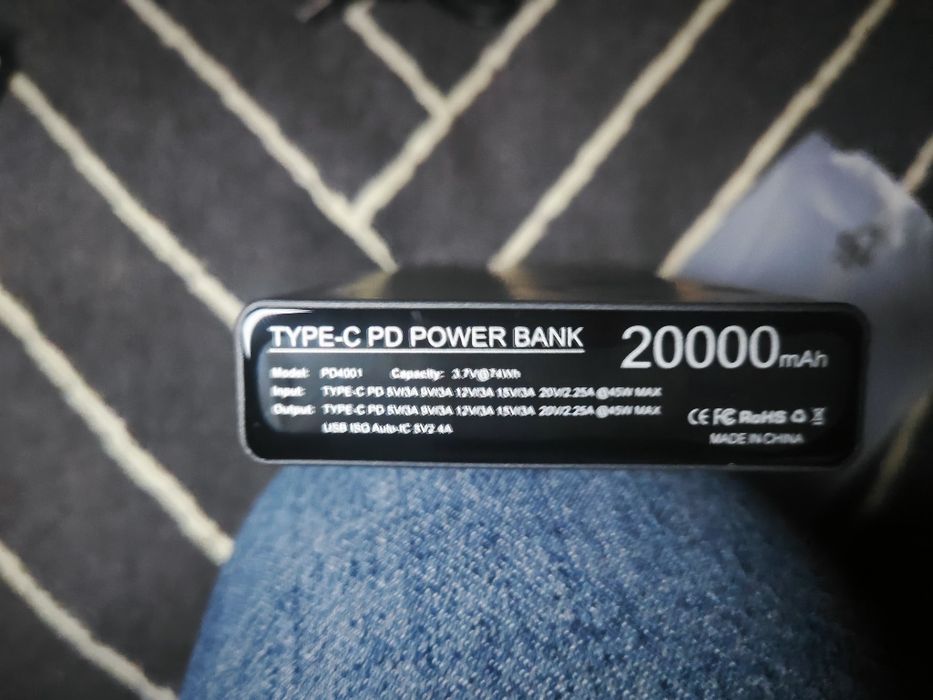 TYPE-C PD POWER BANK
20000mAh
Model: PD4001 Capacity: 3.7V@74Wh
Input: TYPE-C PD 5V/3A 9V/3A 12V/3A 15V/3A 20V/2.25A @45W MAX
Output: TYPE-C PD 5V/3A 9V/3A 12V/3A 15V/3A 20V/2.25A @45W MAX
USB ISO Auto-IC 5V2.4A
CE FC RoHS
MADE IN CHINA